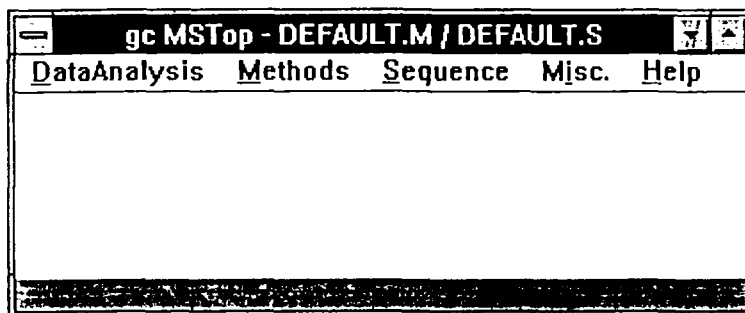 gc MSTop - DEFAULT.M / DEFAULT.S
DataAnalysis Methods Sequence Misc. Help